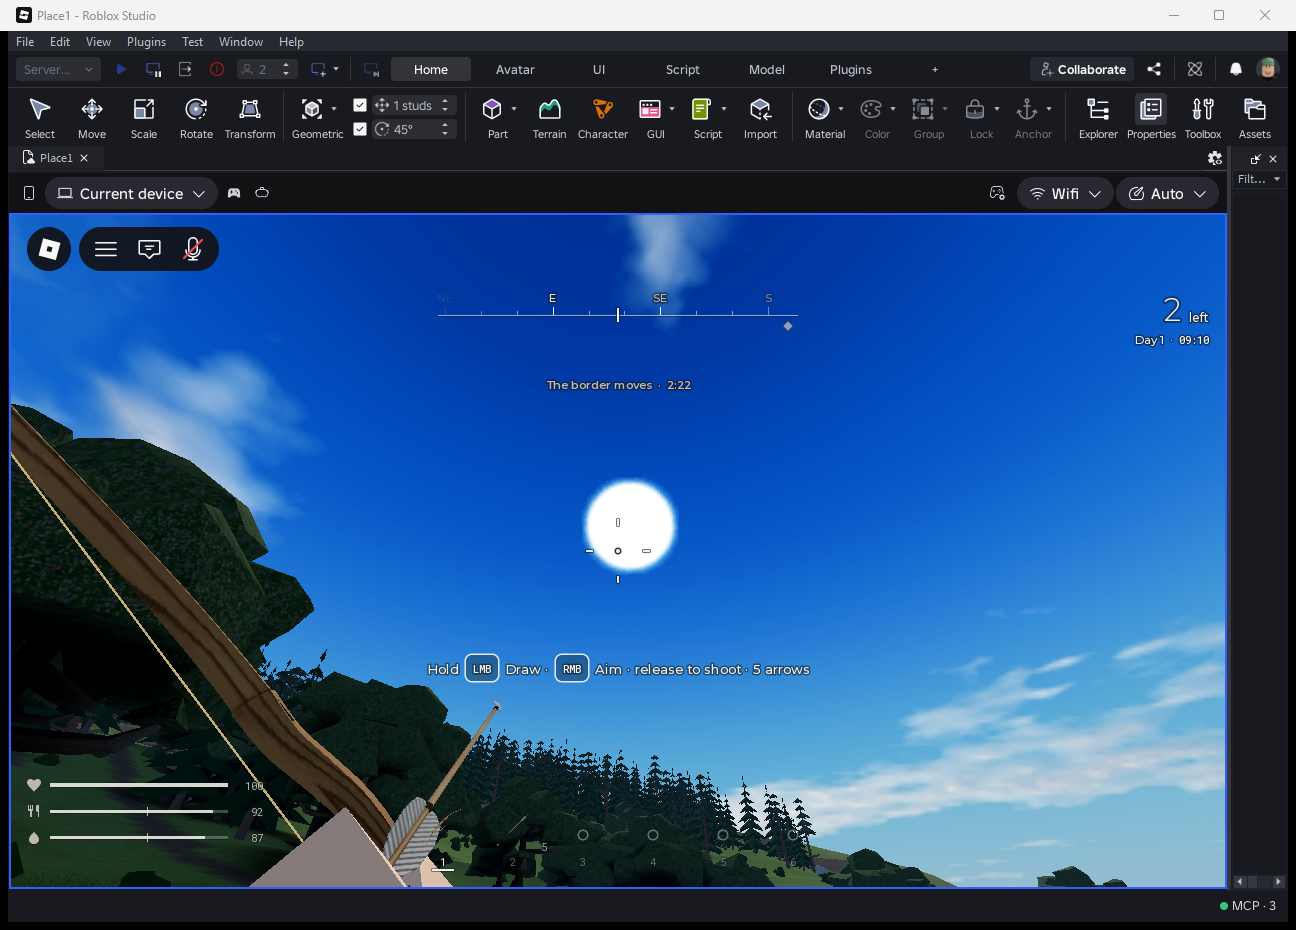 Place1 - Roblox Studio
File Edit View Plugins Test Window Help
Server... 2 Home Avatar UI Script Model Plugins + Collaborate
1 studs
45°
Select Move Scale Rotate Transform Geometric Part Terrain Character GUI Script Import Material Color Group Lock Anchor Explorer Properties Toolbox Assets
Place1
Filt...
Current device Wifi Auto
NE E SE S
2 left
Day 1 · 09:10
The border moves · 2:22
Hold LMB Draw · RMB Aim · release to shoot · 5 arrows
100
92
87
5
1 2 3 4 5 6
MCP · 3